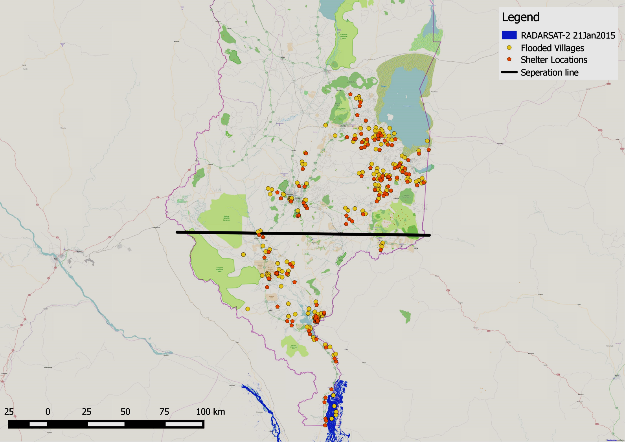 Legend
RADARSAT-2 21Jan2015
Flooded Villages
Shelter Locations
Seperation line
25 0 25 50 75 100 km